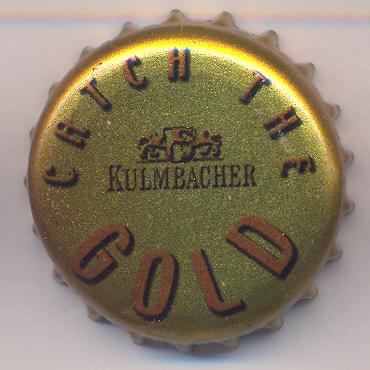 CATCH THE
KULMBACHER
GOLD